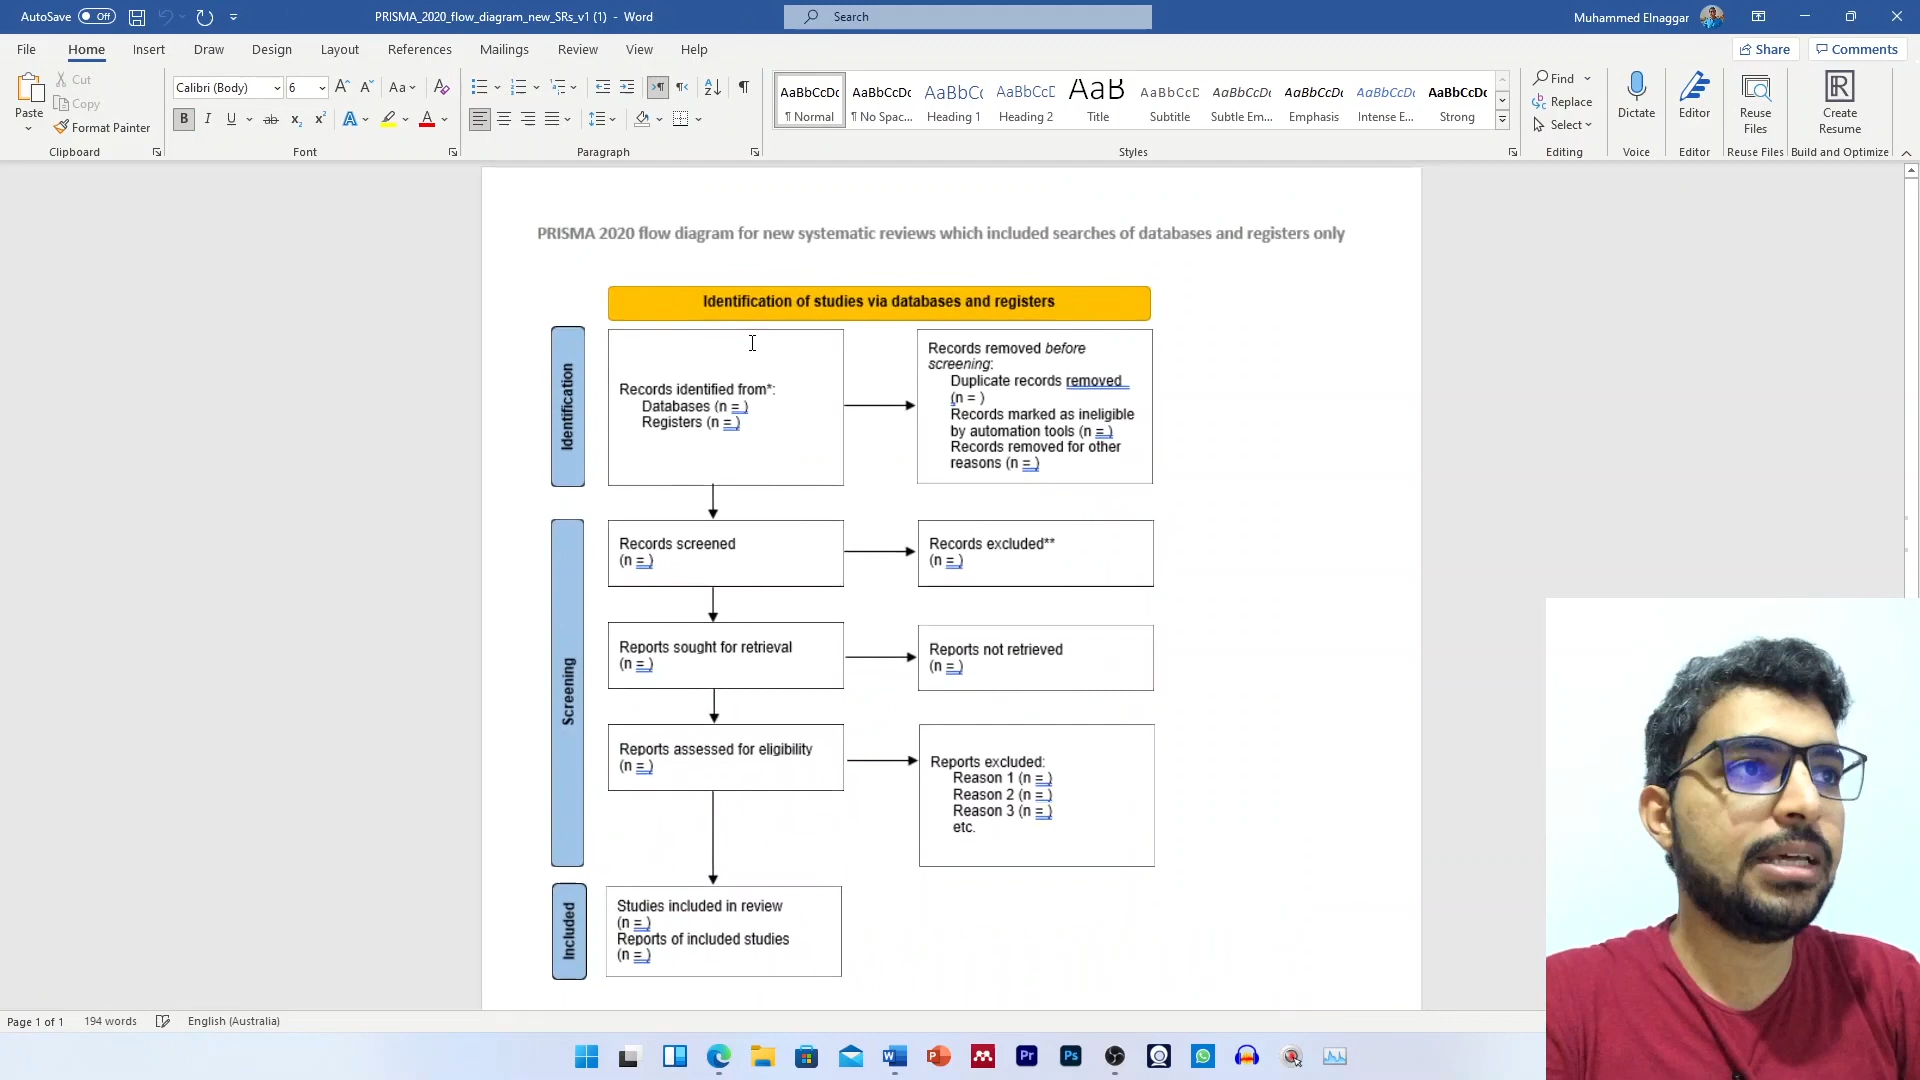 AutoSave Off
PRISMA_2020_flow_diagram_new_SRs_v1 (1) - Word
Search
Muhammed Elnaggar
File Home Insert Draw Design Layout References Mailings Review View Help
Share Comments
Cut
Copy
Format Painter
Paste
Clipboard
Calibri (Body) 6
Font
Paragraph
AaBbCcDc AaBbCcDc AaBbCc AaBbCcD AaB AaBbCcD AaBbCcDc AaBbCcDc AaBbCcDc AaBbCcDc
¶ Normal ¶ No Spac... Heading 1 Heading 2 Title Subtitle Subtle Em... Emphasis Intense E... Strong
Styles
Find
Replace
Select
Editing
Dictate
Voice
Editor
Editor
Reuse Files
Reuse Files
Create Resume
Build and Optimize
PRISMA 2020 flow diagram for new systematic reviews which included searches of databases and registers only
Identification of studies via databases and registers
Identification
Records identified from*:
Databases (n = )
Registers (n = )
Records removed before
screening:
Duplicate records removed
(n = )
Records marked as ineligible
by automation tools (n = )
Records removed for other
reasons (n = )
Screening
Records screened
(n = )
Records excluded**
(n = )
Reports sought for retrieval
(n = )
Reports not retrieved
(n = )
Reports assessed for eligibility
(n = )
Reports excluded:
Reason 1 (n = )
Reason 2 (n = )
Reason 3 (n = )
etc.
Included
Studies included in review
(n = )
Reports of included studies
(n = )
Page 1 of 1 194 words English (Australia)